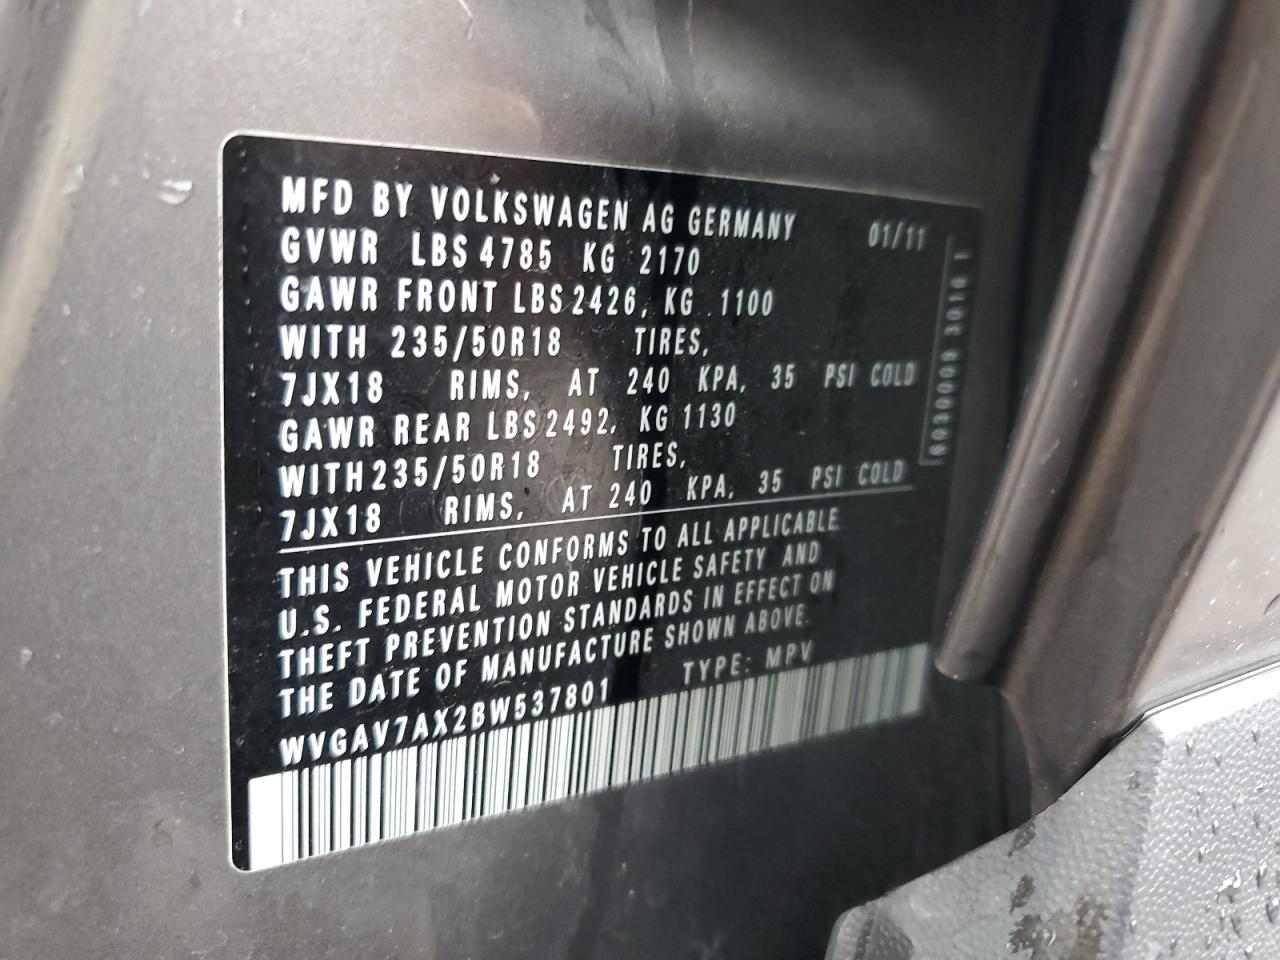 MFD BY VOLKSWAGEN AG GERMANY 01/11
GVWR LBS 4785 KG 2170
GAWR FRONT LBS 2426, KG 1100
WITH 235/50R18 TIRES,
7JX18 RIMS, AT 240 KPA, 35 PSI COLD
GAWR REAR LBS 2492, KG 1130
WITH 235/50R18 TIRES,
7JX18 RIMS, AT 240 KPA, 35 PSI COLD
THIS VEHICLE CONFORMS TO ALL APPLICABLE
U.S. FEDERAL MOTOR VEHICLE SAFETY AND
THEFT PREVENTION STANDARDS IN EFFECT ON
THE DATE OF MANUFACTURE SHOWN ABOVE.
WVGAV7AX2BW537801 TYPE: MPV